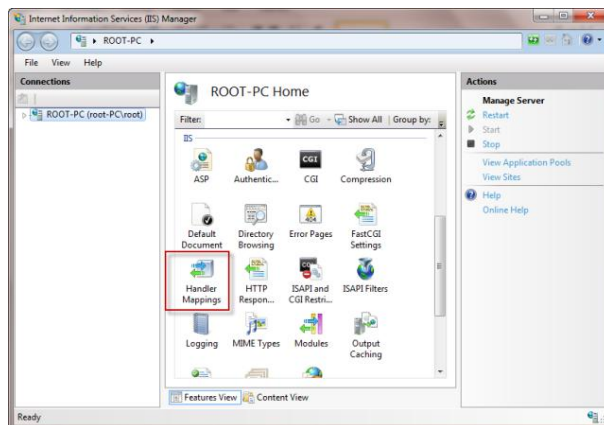 Internet Information Services (IIS) Manager
ROOT-PC
File View Help
Connections
ROOT-PC (root-PC\root)
ROOT-PC Home
Filter: Go Show All Group by:
IIS
ASP Authentic... CGI Compression
Default Document Directory Browsing Error Pages FastCGI Settings
Handler Mappings HTTP Respon... ISAPI and CGI Restri... ISAPI Filters
Logging MIME Types Modules Output Caching
Features View Content View
Actions
Manage Server
Restart
Start
Stop
View Application Pools
View Sites
Help
Online Help
Ready